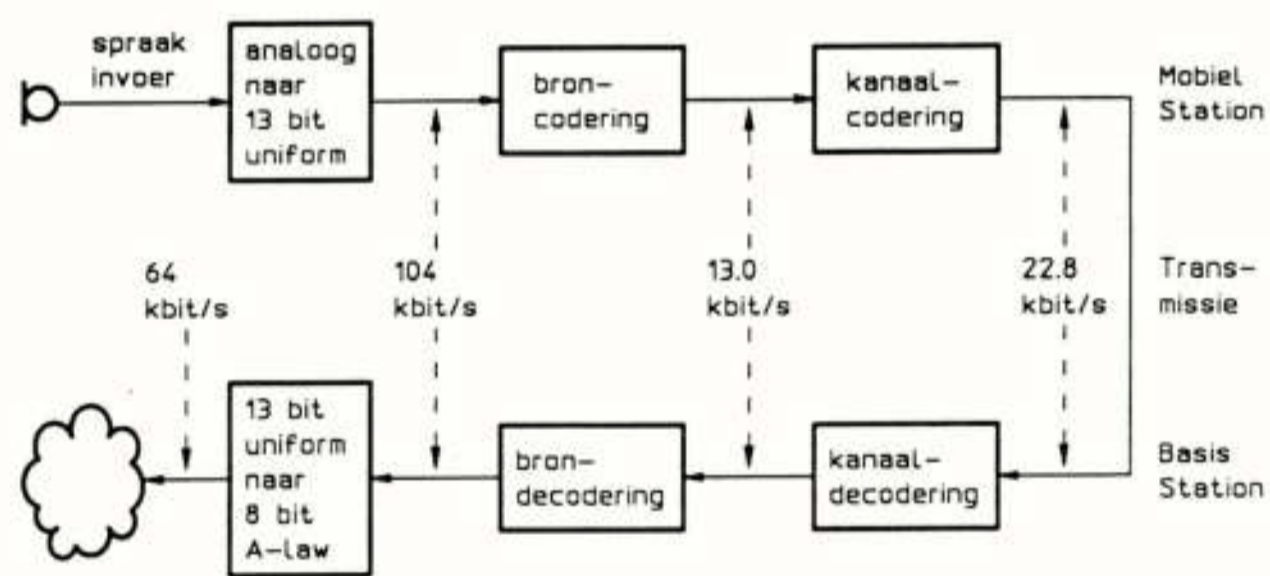 spraak
invoer
analoog
naar
13 bit
uniform
bron-
codering
kanaal-
codering
Mobiel
Station
64
kbit/s
104
kbit/s
13.0
kbit/s
22.8
kbit/s
Trans-
missie
13 bit
uniform
naar
8 bit
A-law
bron-
decodering
kanaal-
decodering
Basis
Station